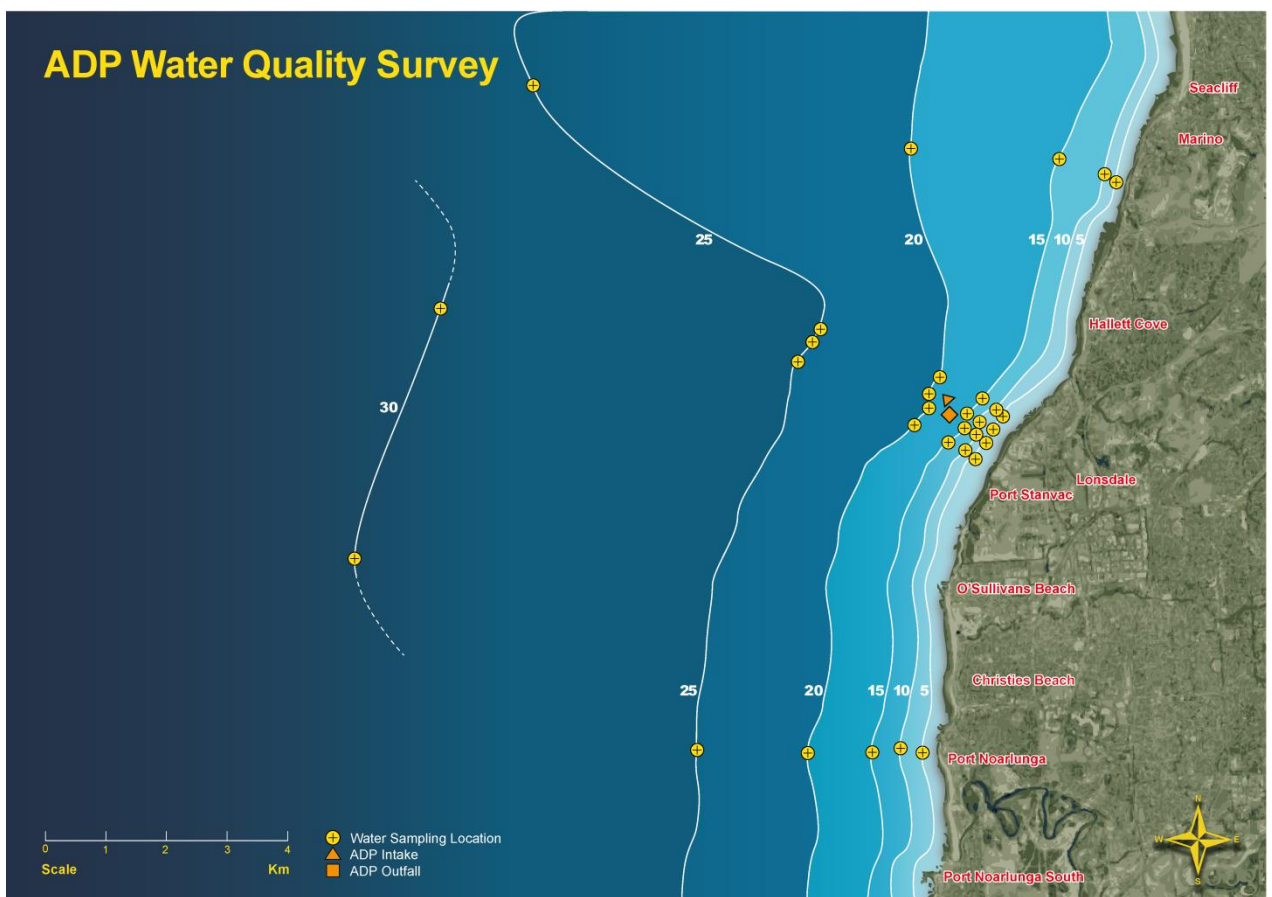 ADP Water Quality Survey
Seacliff
Marino
25
20
15
10
5
Hallett Cove
30
Lonsdale
Port Stanvac
O'Sullivans Beach
Christies Beach
25
20
15
10
5
Port Noarlunga
N
W
E
S
0 1 2 3 4
Scale Km
Water Sampling Location
ADP Intake
ADP Outfall
Port Noarlunga South